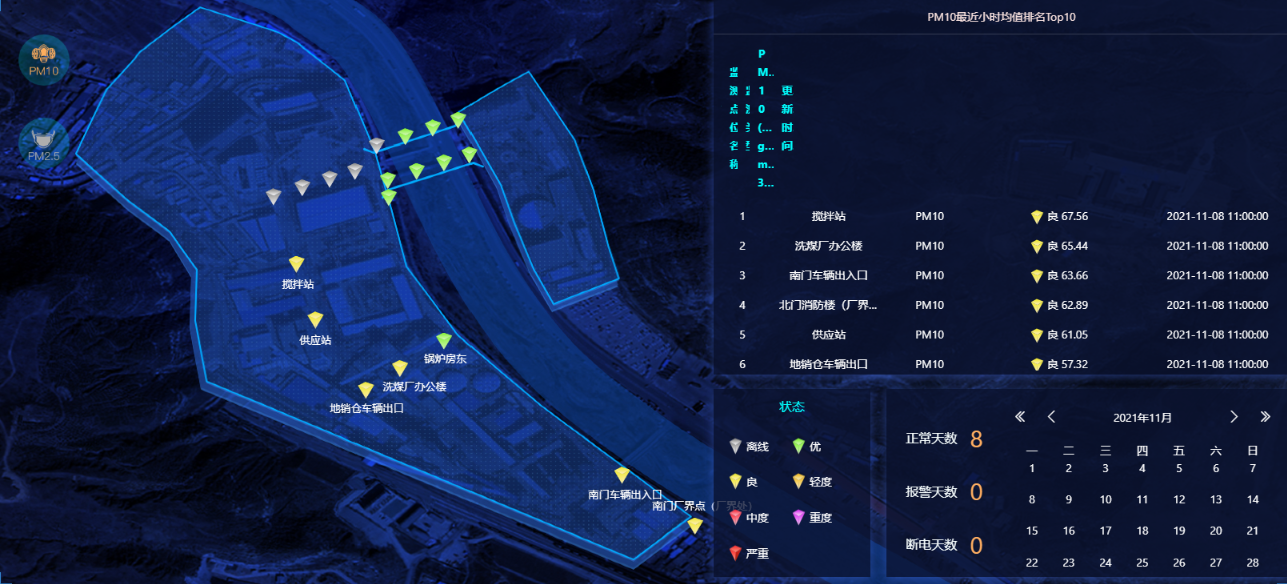 PM10
PM2.5
搅拌站
供应站
锅炉房东
洗煤厂办公楼
地销仓车辆出口
南门车辆出入口
南门厂界点（厂界处）
PM10最近小时均值排名Top10
P
M..
1
0
(...
g...
m..
3...
更
新
时
间
1 搅拌站 PM10 良 67.56 2021-11-08 11:00:00
2 洗煤厂办公楼 PM10 良 65.44 2021-11-08 11:00:00
3 南门车辆出入口 PM10 良 63.66 2021-11-08 11:00:00
4 北门消防楼（厂界... PM10 良 62.89 2021-11-08 11:00:00
5 供应站 PM10 良 61.05 2021-11-08 11:00:00
6 地销仓车辆出口 PM10 良 57.32 2021-11-08 11:00:00
状态
离线 优
良 轻度
中度 重度
严重
正常天数 8
报警天数 0
断电天数 0
2021年11月
一 二 三 四 五 六 日
1 2 3 4 5 6 7
8 9 10 11 12 13 14
15 16 17 18 19 20 21
22 23 24 25 26 27 28